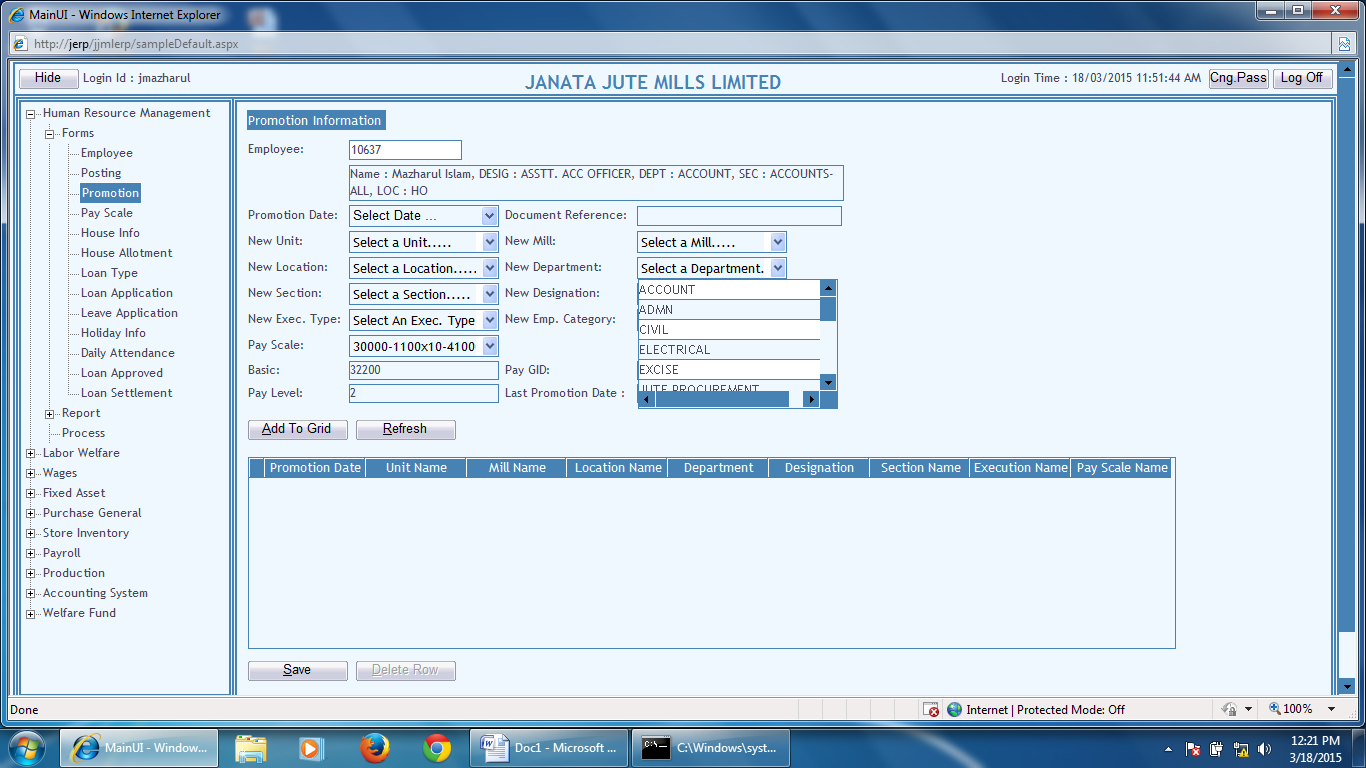 MainUI - Windows Internet Explorer
http://jerp/jjmlerp/sampleDefault.aspx
Hide Login Id : jmazharul JANATA JUTE MILLS LIMITED Login Time : 18/03/2015 11:51:44 AM Cng.Pass Log Off
Human Resource Management
Forms
Employee
Posting
Promotion
Pay Scale
House Info
House Allotment
Loan Type
Loan Application
Leave Application
Holiday Info
Daily Attendance
Loan Approved
Loan Settlement
Report
Process
Labor Welfare
Wages
Fixed Asset
Purchase General
Store Inventory
Payroll
Production
Accounting System
Welfare Fund
Promotion Information
Employee: 10637
Name : Mazharul Islam, DESIG : ASSTT. ACC OFFICER, DEPT : ACCOUNT, SEC : ACCOUNTS-
ALL, LOC : HO
Promotion Date: Select Date ... Document Reference:
New Unit: Select a Unit..... New Mill: Select a Mill.....
New Location: Select a Location..... New Department: Select a Department.
New Section: Select a Section..... New Designation:
New Exec. Type: Select An Exec. Type New Emp. Category:
Pay Scale: 30000-1100x10-4100
Basic: 32200 Pay GID:
Pay Level: 2 Last Promotion Date :
ACCOUNT
ADMN
CIVIL
ELECTRICAL
EXCISE
JUTE PROCUREMENT
Add To Grid Refresh
Promotion Date Unit Name Mill Name Location Name Department Designation Section Name Execution Name Pay Scale Name
Save Delete Row
Done Internet | Protected Mode: Off 100%
MainUI - Window... Doc1 - Microsoft ... C:\Windows\syst... 12:21 PM
3/18/2015